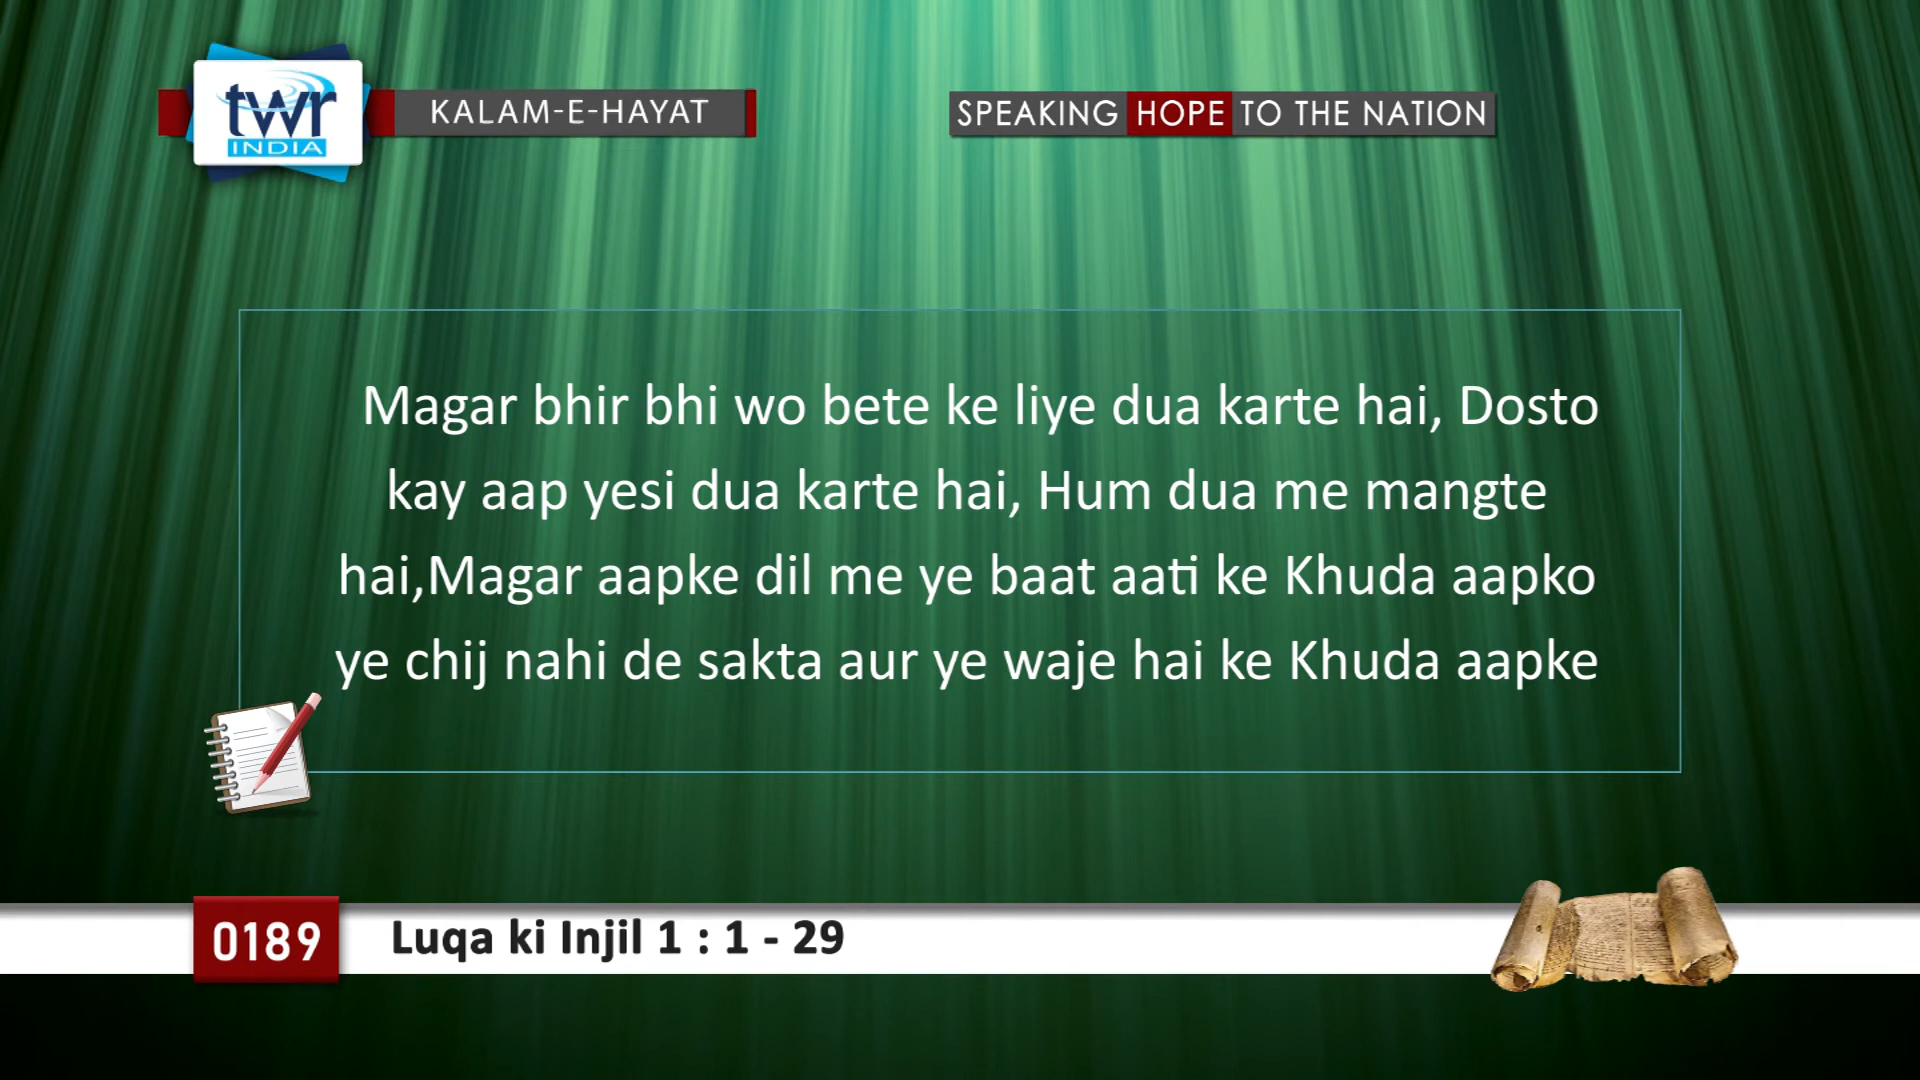 twr
INDIA
KALAM-E-HAYAT
SPEAKING HOPE TO THE NATION
Magar bhir bhi wo bete ke liye dua karte hai, Dosto
kay aap yesi dua karte hai, Hum dua me mangte
hai,Magar aapke dil me ye baat aati ke Khuda aapko
ye chij nahi de sakta aur ye waje hai ke Khuda aapke
0189
Luqa ki Injil 1 : 1 - 29